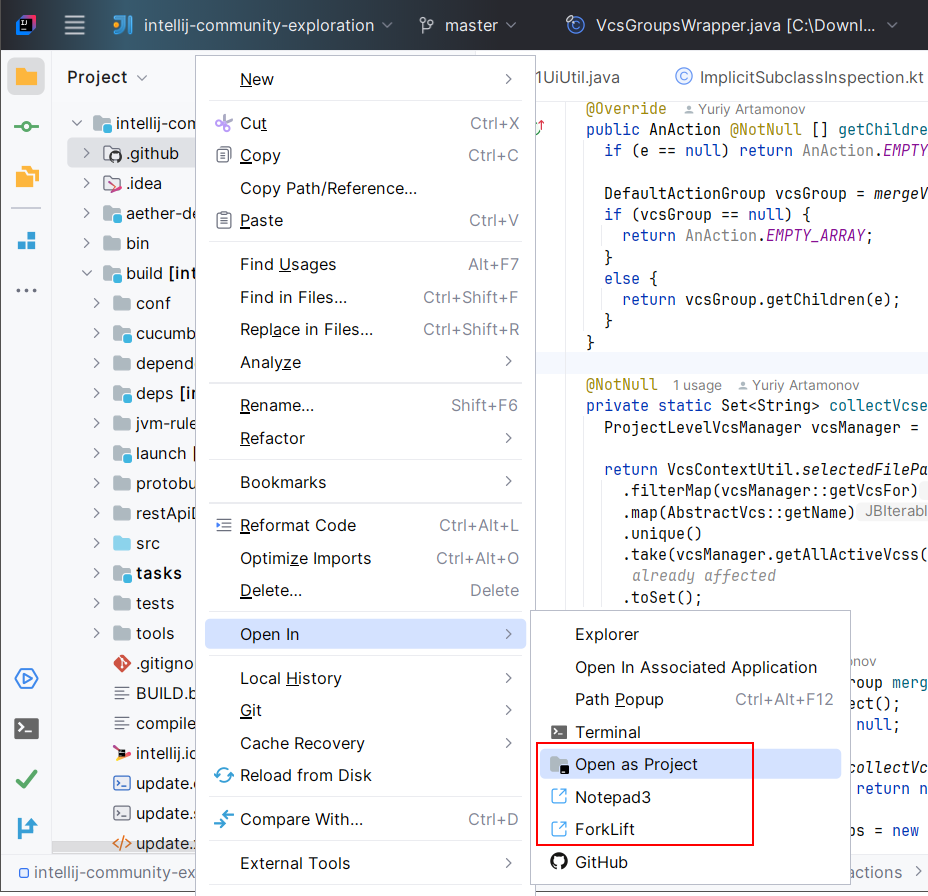 intellij-community-exploration
master
VcsGroupsWrapper.java [C:\Downl...
Project
intellij-com
.github
.idea
aether-de
bin
build [int
conf
cucumb
depend
deps [i
jvm-rule
launch [
protobu
restApiD
src
tasks
tests
tools
.gitigno
BUILD.b
compile
intellij.ic
update.
update.s
update.
intellij-community-ex
New
Cut Ctrl+X
Copy Ctrl+C
Copy Path/Reference...
Paste Ctrl+V
Find Usages Alt+F7
Find in Files... Ctrl+Shift+F
Replace in Files... Ctrl+Shift+R
Analyze
Rename... Shift+F6
Refactor
Bookmarks
Reformat Code Ctrl+Alt+L
Optimize Imports Ctrl+Alt+O
Delete... Delete
Open In
Local History
Git
Cache Recovery
Reload from Disk
Compare With... Ctrl+D
External Tools
Explorer
Open In Associated Application
Path Popup Ctrl+Alt+F12
Terminal
Open as Project
Notepad3
ForkLift
GitHub
1UiUtil.java
ImplicitSubclassInspection.kt
@Override Yuriy Artamonov
public AnAction @NotNull [] getChildre
if (e == null) return AnAction.EMPTY
DefaultActionGroup vcsGroup = mergeV
if (vcsGroup == null) {
return AnAction.EMPTY_ARRAY;
}
else {
return vcsGroup.getChildren(e);
}
}
@NotNull 1 usage Yuriy Artamonov
private static Set<String> collectVcse
ProjectLevelVcsManager vcsManager =
return VcsContextUtil.selectedFilePa
.filterMap(vcsManager::getVcsFor)
.map(AbstractVcs::getName) JBIterabl
.unique()
.take(vcsManager.getAllActiveVcss(
already affected
.toSet();
monov
oup merg
ect();
null;
collectVc
return n
ps = new
actions